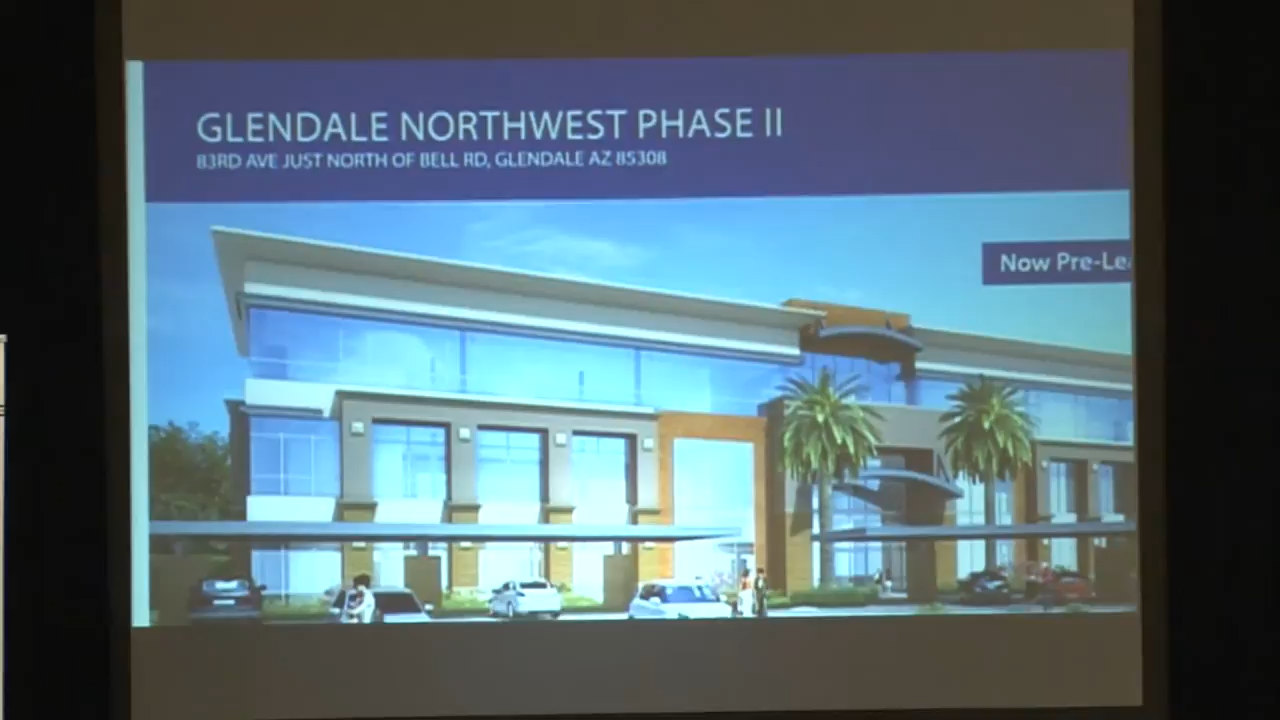 GLENDALE NORTHWEST PHASE II
83RD AVE JUST NORTH OF BELL RD, GLENDALE AZ 85308
Now Pre-Le